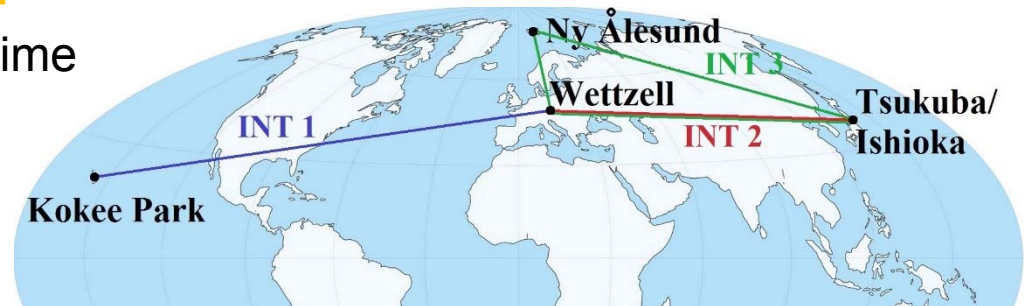 ime
Ny Ålesund
INT 3
Wettzell
Tsukuba/
Ishioka
INT 1
INT 2
Kokee Park